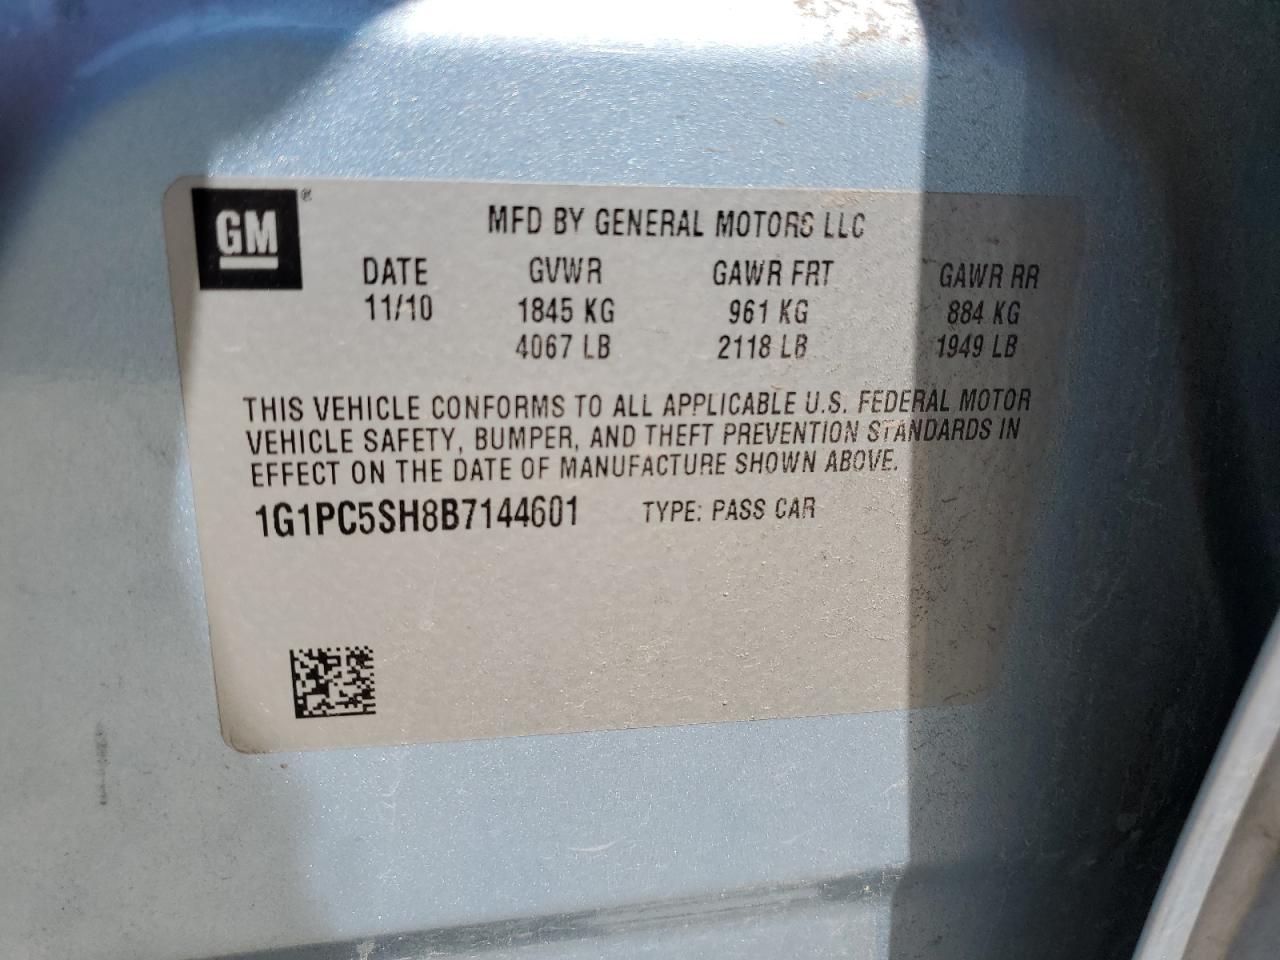 GM ®
MFD BY GENERAL MOTORS LLC
DATE GVWR GAWR FRT GAWR RR
11/10 1845 KG 961 KG 884 KG
4067 LB 2118 LB 1949 LB
THIS VEHICLE CONFORMS TO ALL APPLICABLE U.S. FEDERAL MOTOR
VEHICLE SAFETY, BUMPER, AND THEFT PREVENTION STANDARDS IN
EFFECT ON THE DATE OF MANUFACTURE SHOWN ABOVE.
1G1PC5SH8B7144601 TYPE: PASS CAR